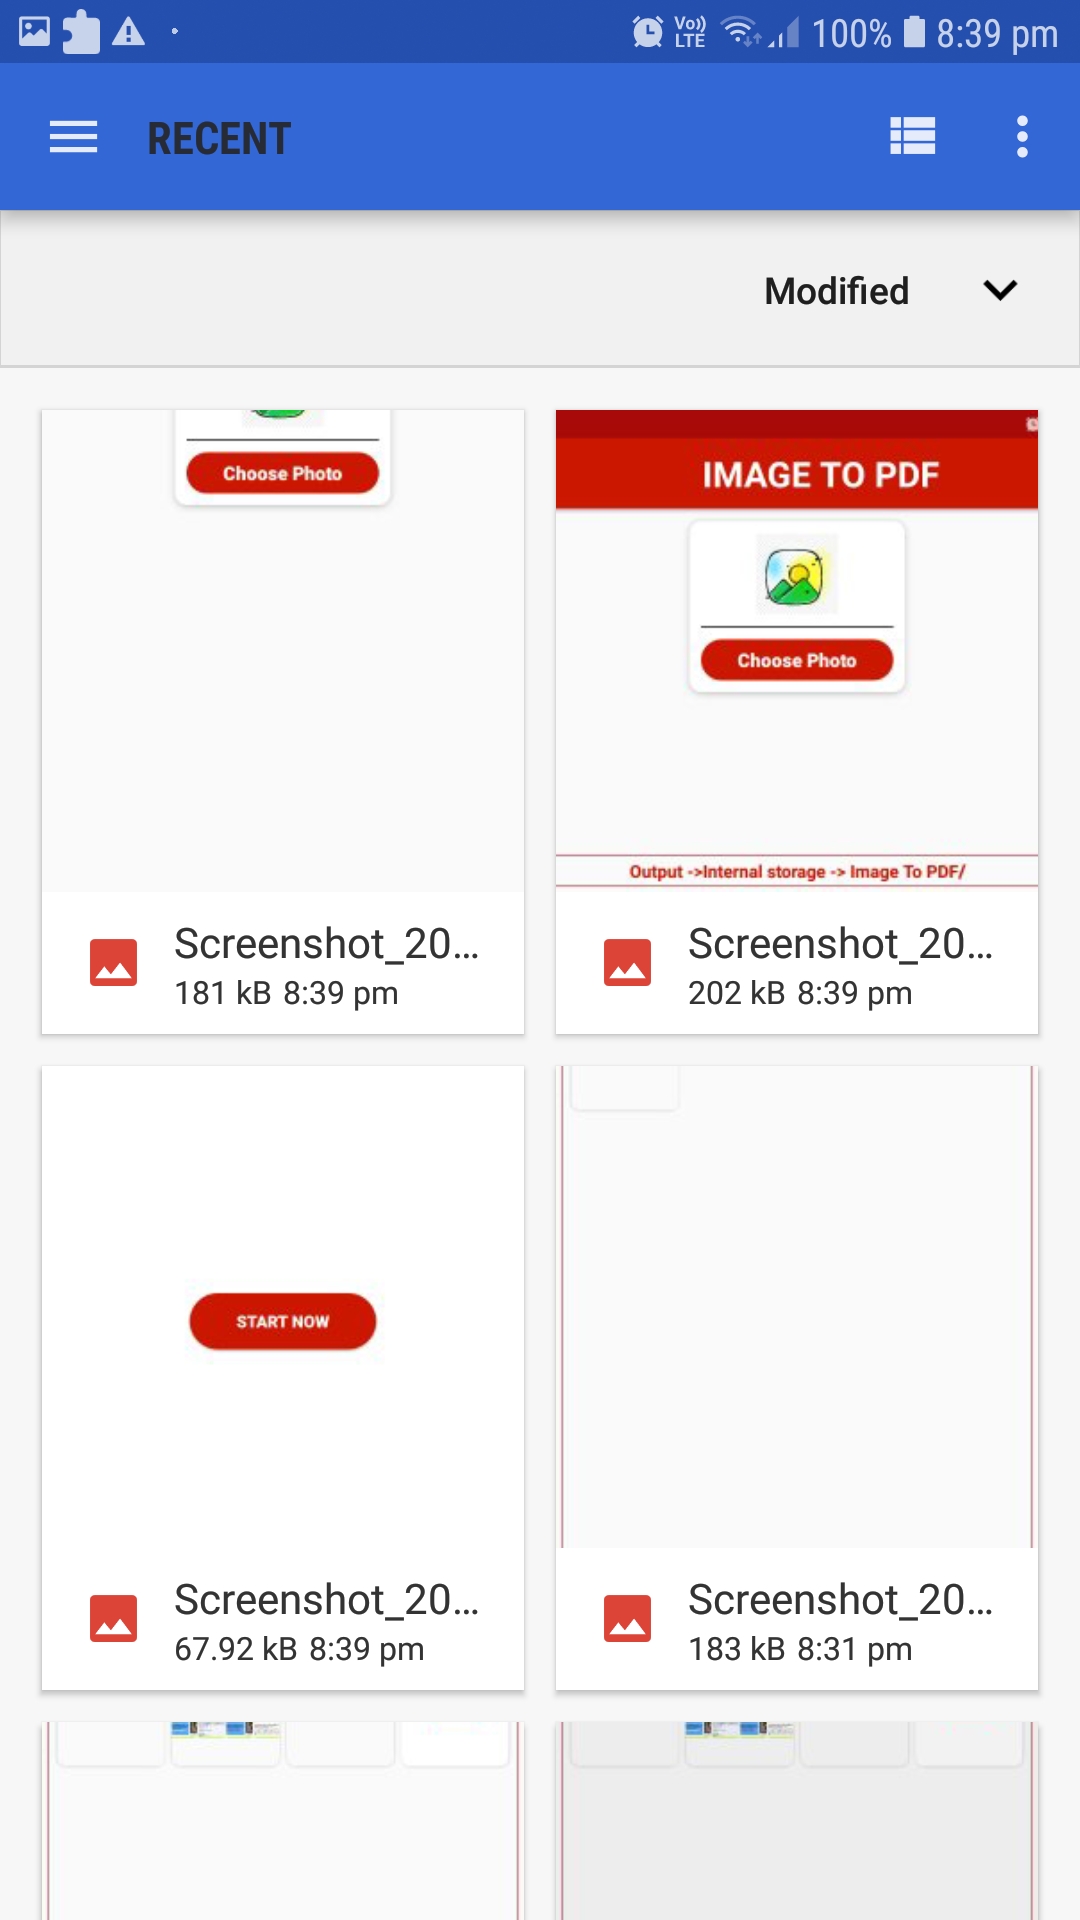 Vo)) LTE 100% 8:39 pm
RECENT
Modified
Choose Photo
IMAGE TO PDF
Choose Photo
Output ->Internal storage -> Image To PDF/
Screenshot_20...
181 kB 8:39 pm
Screenshot_20...
202 kB 8:39 pm
START NOW
Screenshot_20...
67.92 kB 8:39 pm
Screenshot_20...
183 kB 8:31 pm